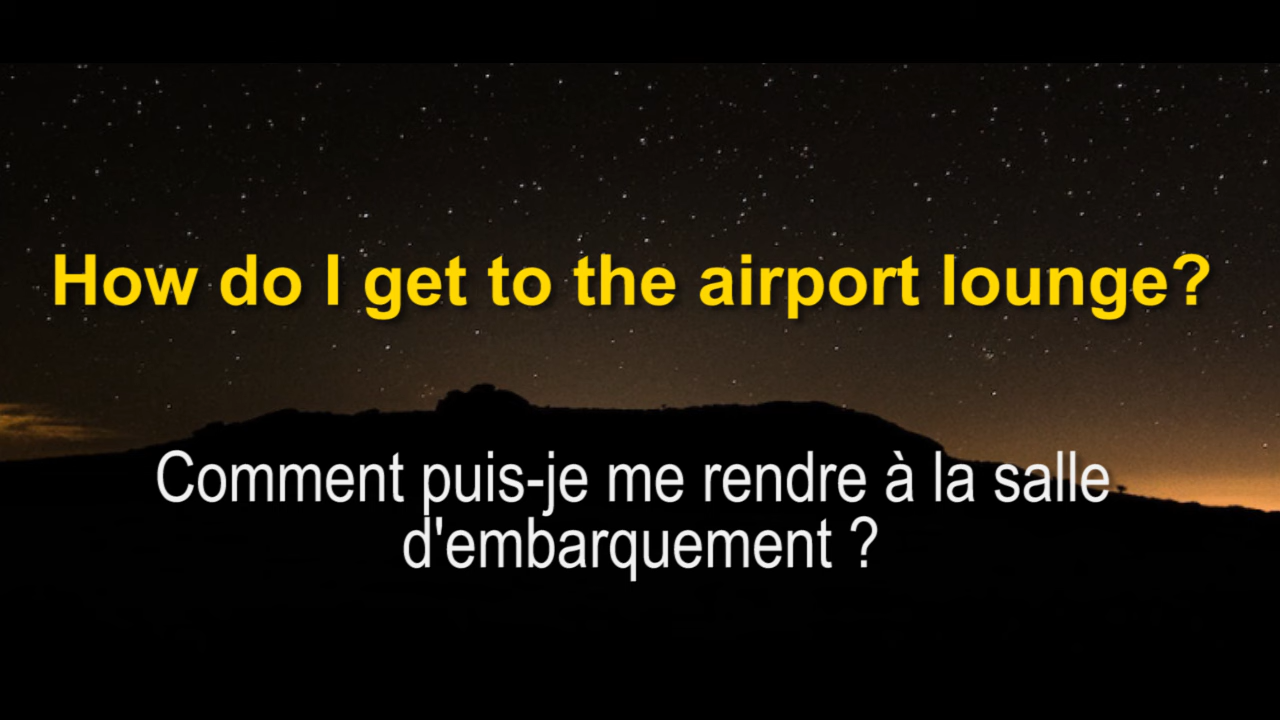 How do I get to the airport lounge?
Comment puis-je me rendre à la salle
d'embarquement ?